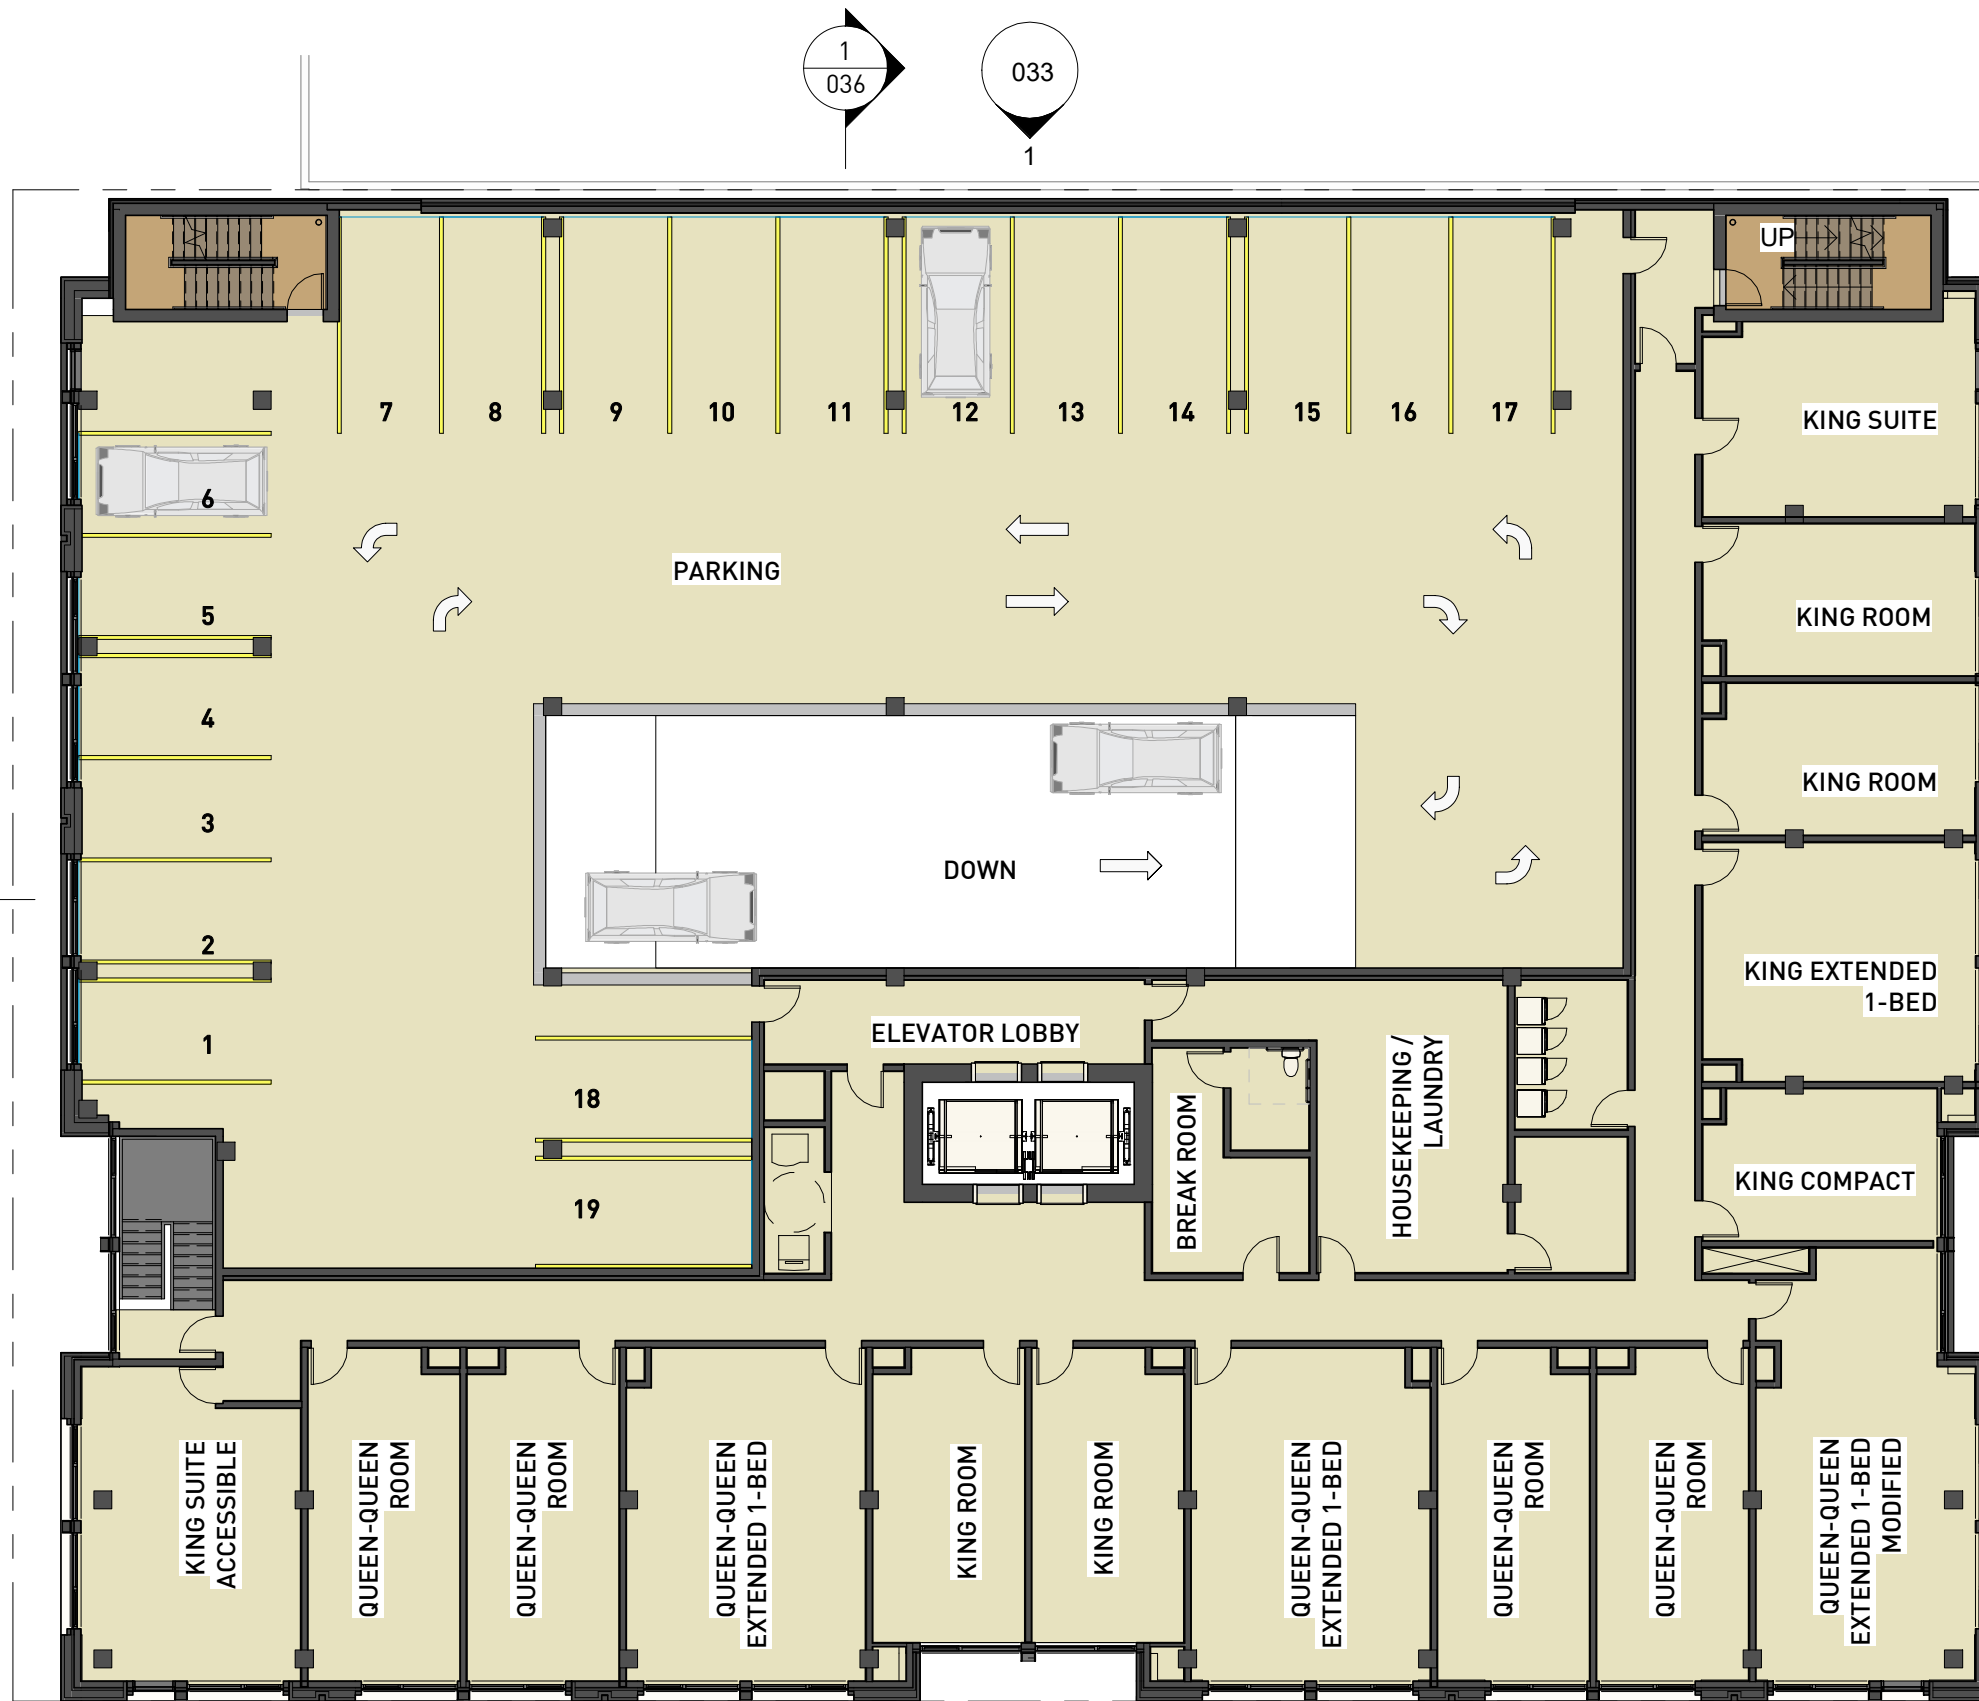 1
036
033
1
UP
7
8
9
10
11
12
13
14
15
16
17
KING SUITE
6
PARKING
5
KING ROOM
4
KING ROOM
3
DOWN
2
KING EXTENDED
1-BED
1
ELEVATOR LOBBY
HOUSEKEEPING /
LAUNDRY
18
BREAK ROOM
KING COMPACT
19
KING SUITE
ACCESSIBLE
QUEEN-QUEEN
ROOM
QUEEN-QUEEN
ROOM
QUEEN-QUEEN
EXTENDED 1-BED
KING ROOM
KING ROOM
QUEEN-QUEEN
EXTENDED 1-BED
QUEEN-QUEEN
ROOM
QUEEN-QUEEN
ROOM
QUEEN-QUEEN
EXTENDED 1-BED
MODIFIED